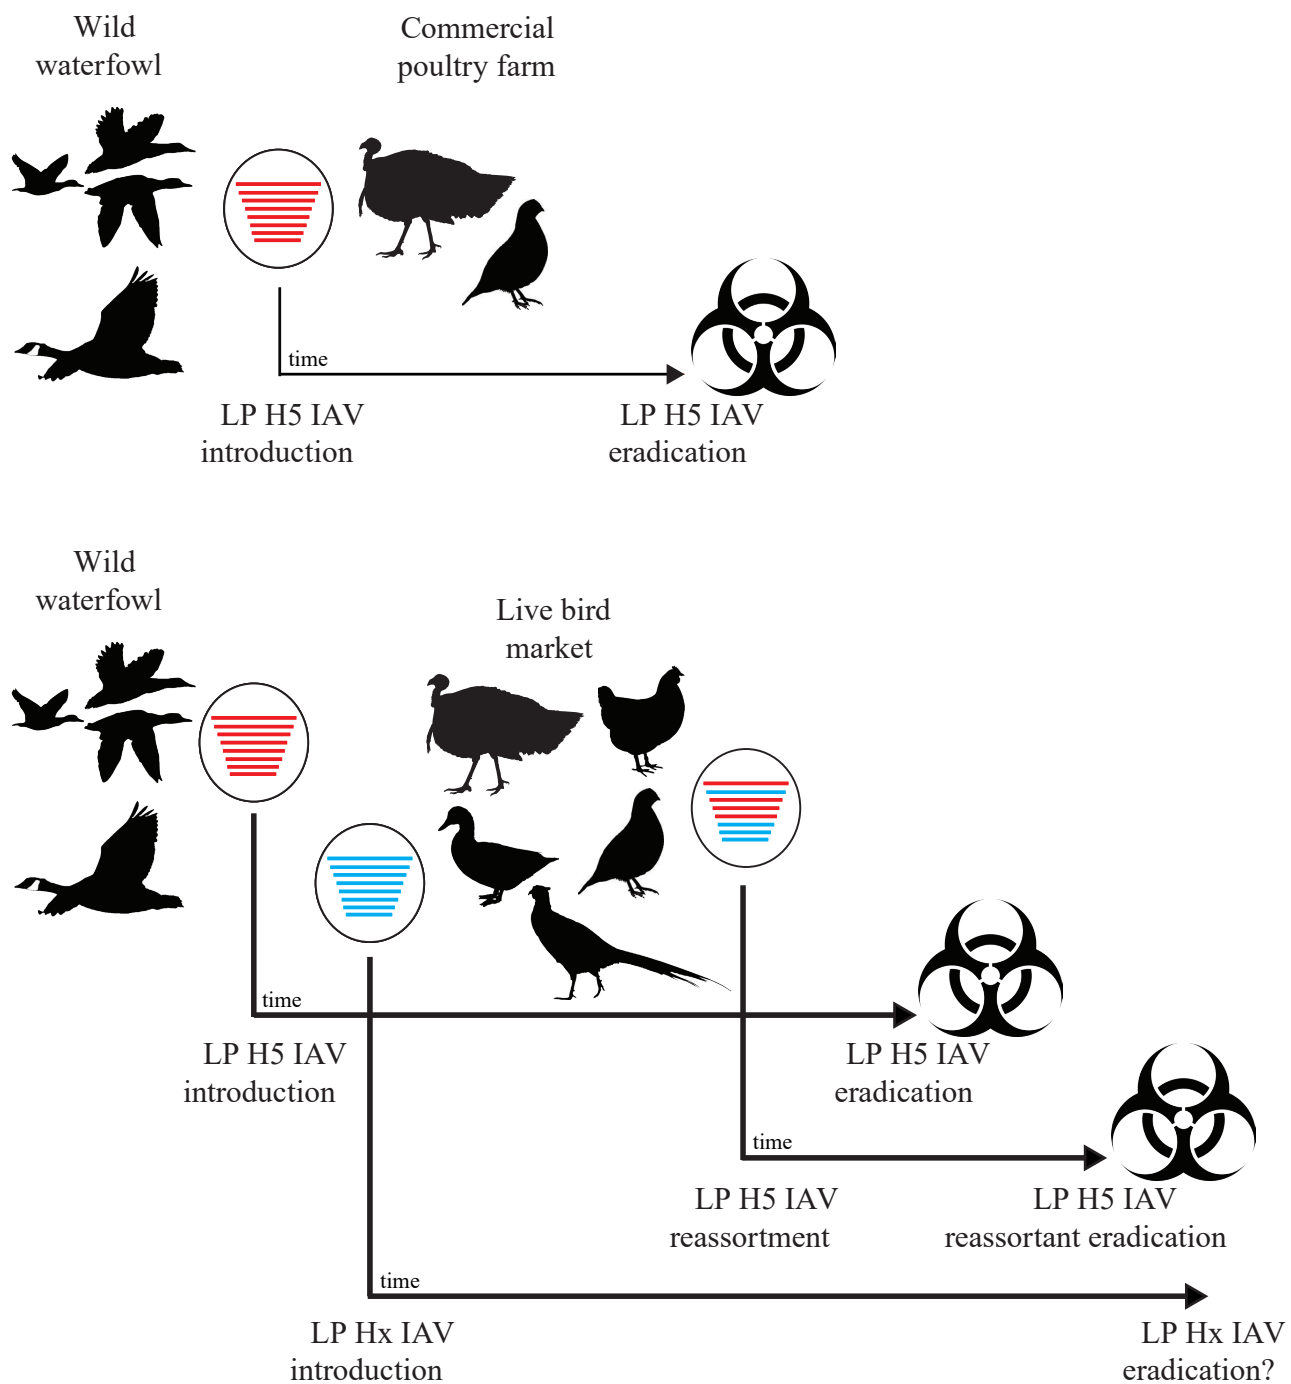 Wild
waterfowl
Commercial
poultry farm
time
LP H5 IAV
introduction
LP H5 IAV
eradication
Wild
waterfowl
Live bird
market
time
LP H5 IAV
introduction
LP H5 IAV
eradication
time
LP H5 IAV
reassortment
LP H5 IAV
reassortant eradication
time
LP Hx IAV
introduction
LP Hx IAV
eradication?